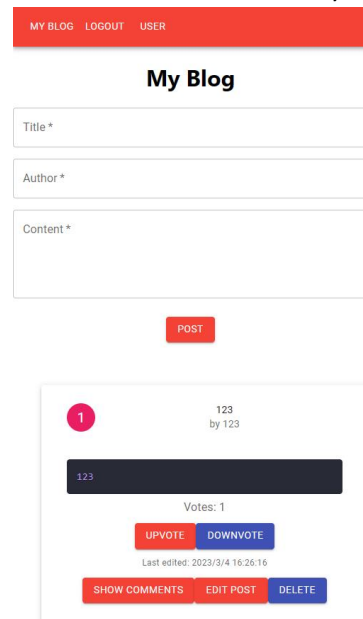 MY BLOG LOGOUT USER
My Blog
Title *
Author *
Content *
POST
1
123
by 123
123
Votes: 1
UPVOTE DOWNVOTE
Last edited: 2023/3/4 16:26:16
SHOW COMMENTS EDIT POST DELETE